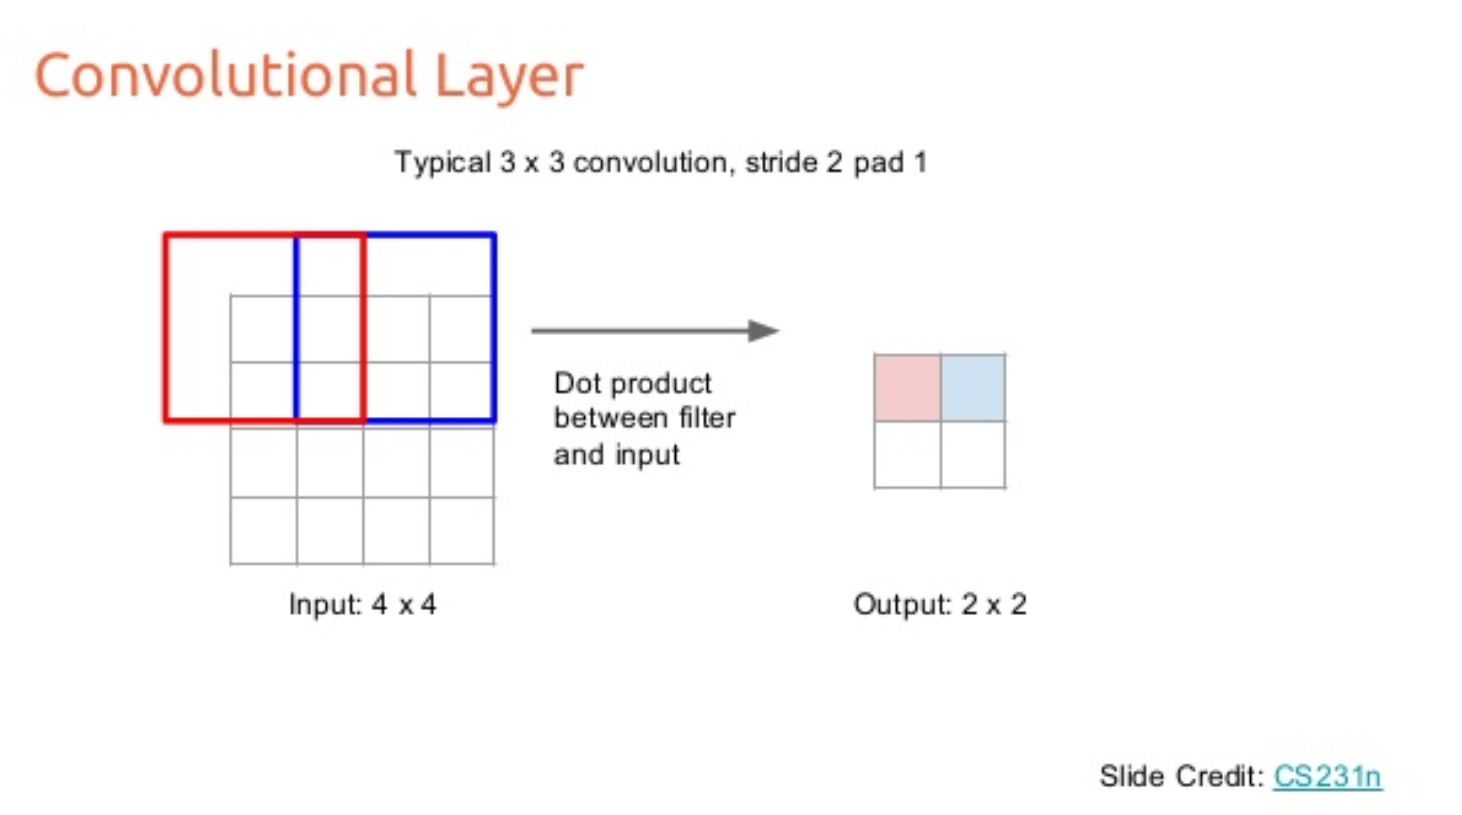 Convolutional Layer
Typical 3 x 3 convolution, stride 2 pad 1
Dot product
between filter
and input
Input: 4 x 4
Output: 2 x 2
Slide Credit: CS231n